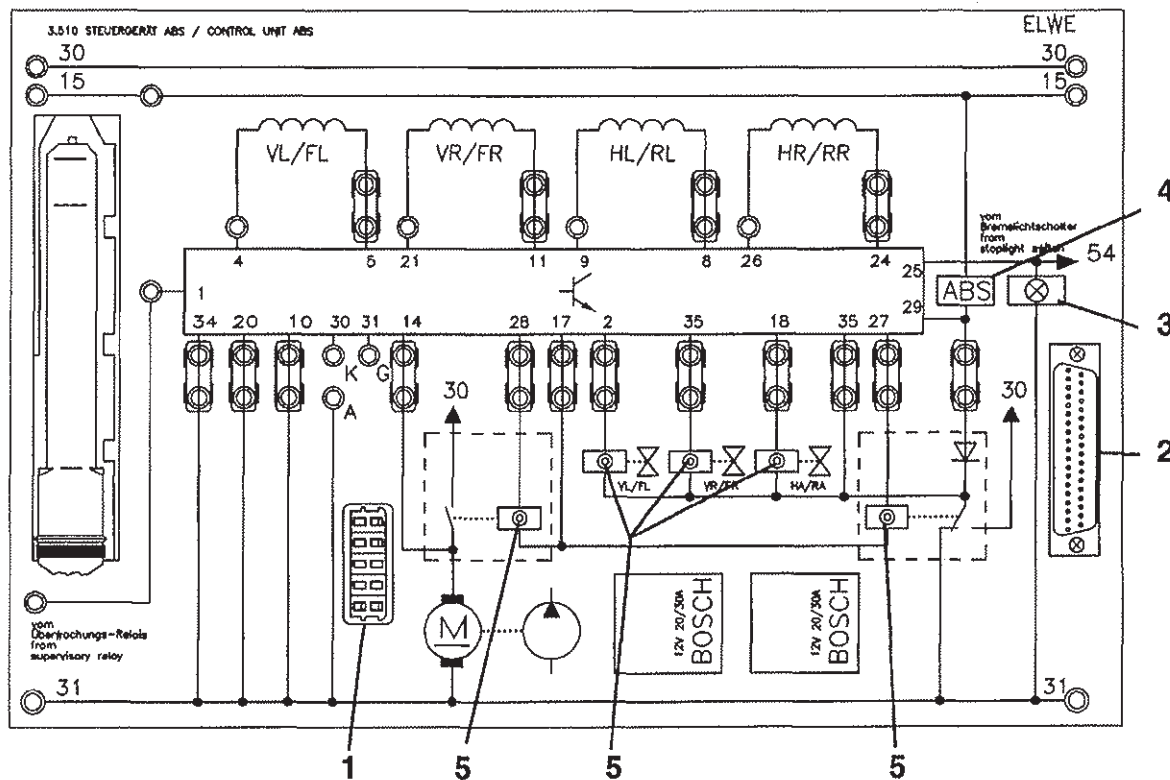 3.510 STEUERGERÄT ABS / CONTROL UNIT ABS
ELWE
30
30
15
15
VL/FL
VR/FR
HL/RL
HR/RR
4
vom
Bremslichtschalter
from
stoplight switch
4
5
21
11
9
8
26
24
25
54
1
ABS
29
3
34
20
10
30
31
14
28
17
2
35
18
35
27
K
G
A
30
30
2
VL/FL
VR/FR
HA/RA
12V 20/30A
BOSCH
12V 20/30A
BOSCH
M
vom
Überwachungs-Relais
from
supervisory relay
31
31
1
5
5
5